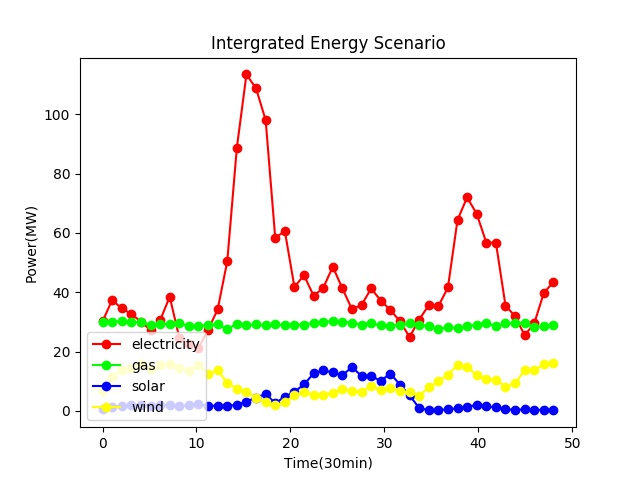 Intergrated Energy Scenario
Power(MW)
100
80
60
40
20
0
electricity
gas
solar
wind
0 10 20 30 40 50
Time(30min)